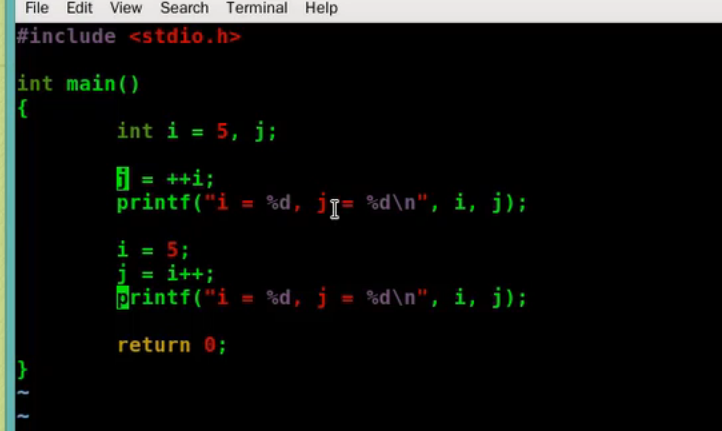 File Edit View Search Terminal Help
#include <stdio.h>
int main()
{
int i = 5, j;
j = ++i;
printf("i = %d, j = %d\n", i, j);
i = 5;
j = i++;
printf("i = %d, j = %d\n", i, j);
return 0;
}
~
~